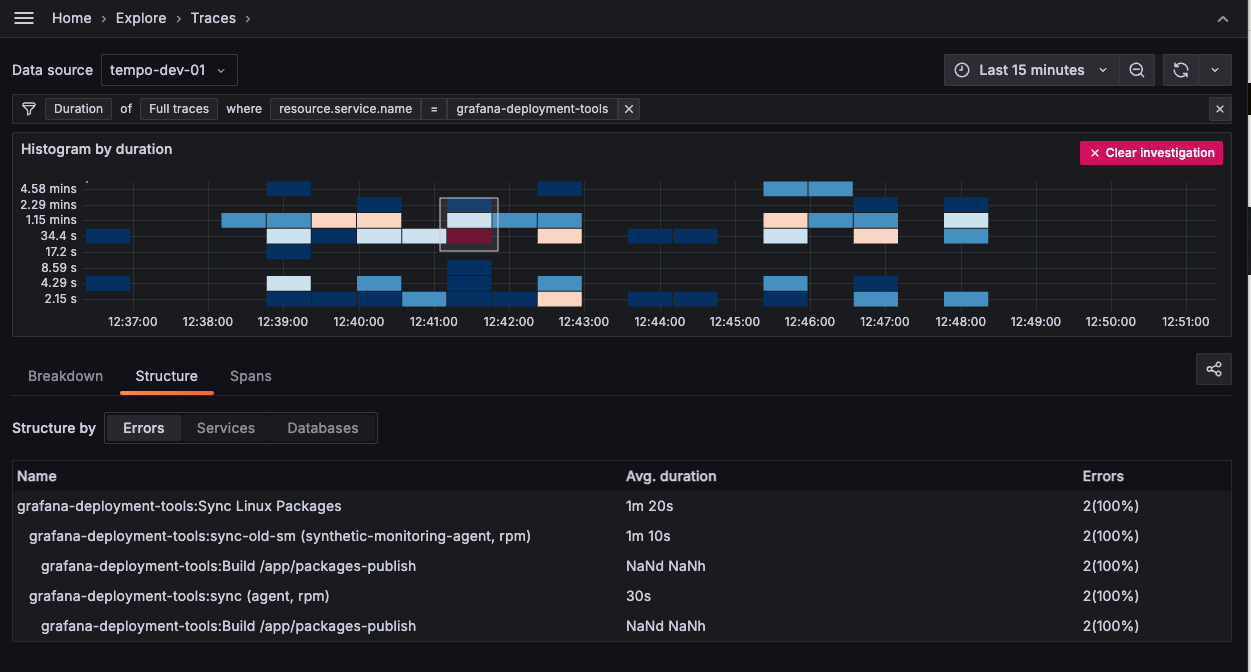 Home › Explore › Traces ›
Data source tempo-dev-01 Last 15 minutes
Duration of Full traces where resource.service.name = grafana-deployment-tools
Histogram by duration Clear investigation
4.58 mins
2.29 mins
1.15 mins
34.4 s
17.2 s
8.59 s
4.29 s
2.15 s
12:37:00 12:38:00 12:39:00 12:40:00 12:41:00 12:42:00 12:43:00 12:44:00 12:45:00 12:46:00 12:47:00 12:48:00 12:49:00 12:50:00 12:51:00
Breakdown Structure Spans
Structure by Errors Services Databases
Name Avg. duration Errors
grafana-deployment-tools:Sync Linux Packages 1m 20s 2(100%)
grafana-deployment-tools:sync-old-sm (synthetic-monitoring-agent, rpm) 1m 10s 2(100%)
grafana-deployment-tools:Build /app/packages-publish NaNd NaNh 2(100%)
grafana-deployment-tools:sync (agent, rpm) 30s 2(100%)
grafana-deployment-tools:Build /app/packages-publish NaNd NaNh 2(100%)